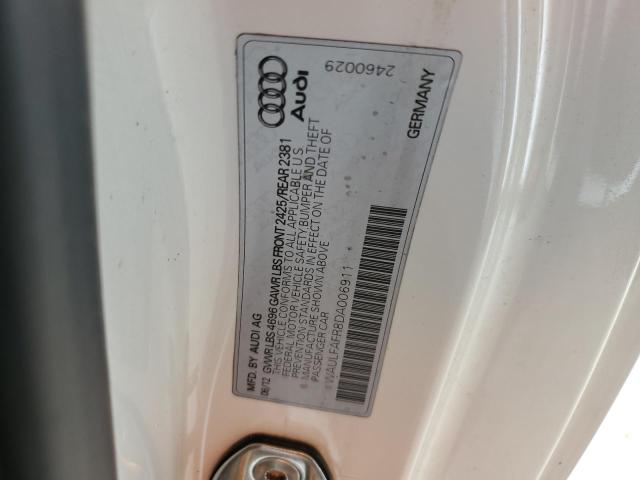 Audi
2460029
MFD. BY AUDI AG
06/12 GVWR LBS 4696 GAWR LBS FRONT 2425/REAR 2381
THIS VEHICLE CONFORMS TO ALL APPLICABLE U S
FEDERAL MOTOR VEHICLE SAFETY, BUMPER AND THEFT
PREVENTION STANDARDS IN EFFECT ON THE DATE OF
MANUFACTURE SHOWN ABOVE
PASSENGER CAR
*WAULFAFR8DA006911*
GERMANY